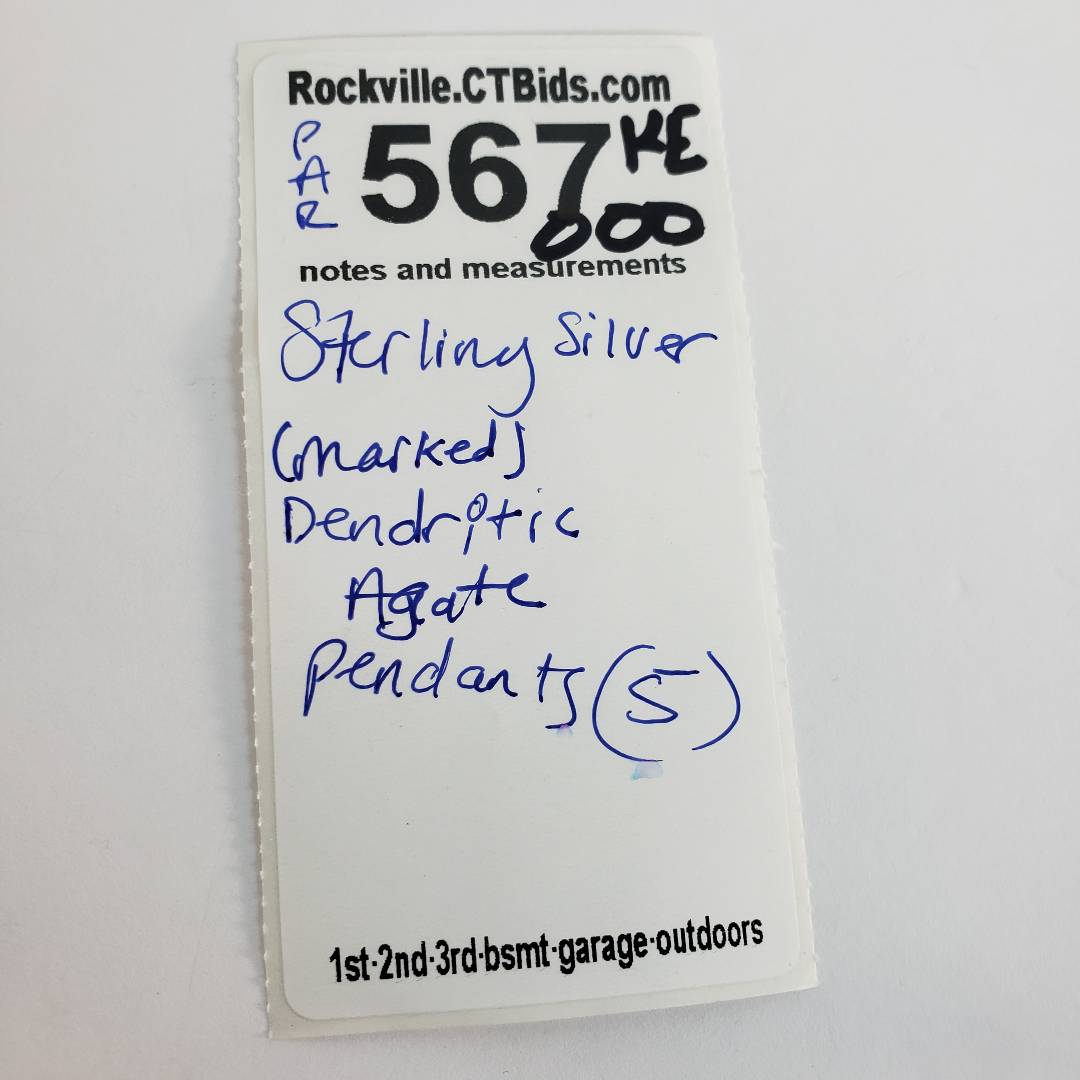 Rockville.CTBids.com
PAR 567 KE
000
notes and measurements
Sterling Silver
(marked)
Dendritic
Agate
Pendants (5)
1st·2nd·3rd·bsmt·garage·outdoors